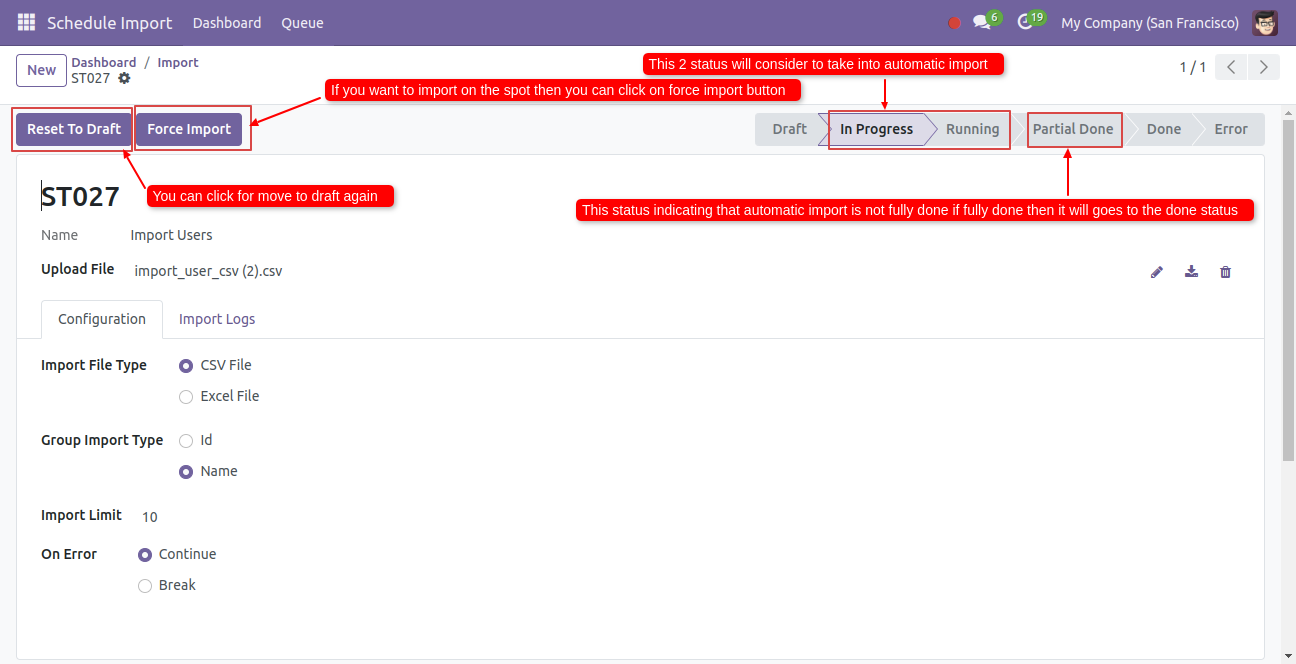 Schedule Import Dashboard Queue 6 19 My Company (San Francisco)
New Dashboard / Import
ST027
1 / 1
This 2 status will consider to take into automatic import
If you want to import on the spot then you can click on force import button
Reset To Draft Force Import Draft In Progress Running Partial Done Done Error
You can click for move to draft again
This status indicating that automatic import is not fully done if fully done then it will goes to the done status
ST027
Name Import Users
Upload File import_user_csv (2).csv
Configuration Import Logs
Import File Type CSV File
Excel File
Group Import Type Id
Name
Import Limit 10
On Error Continue
Break